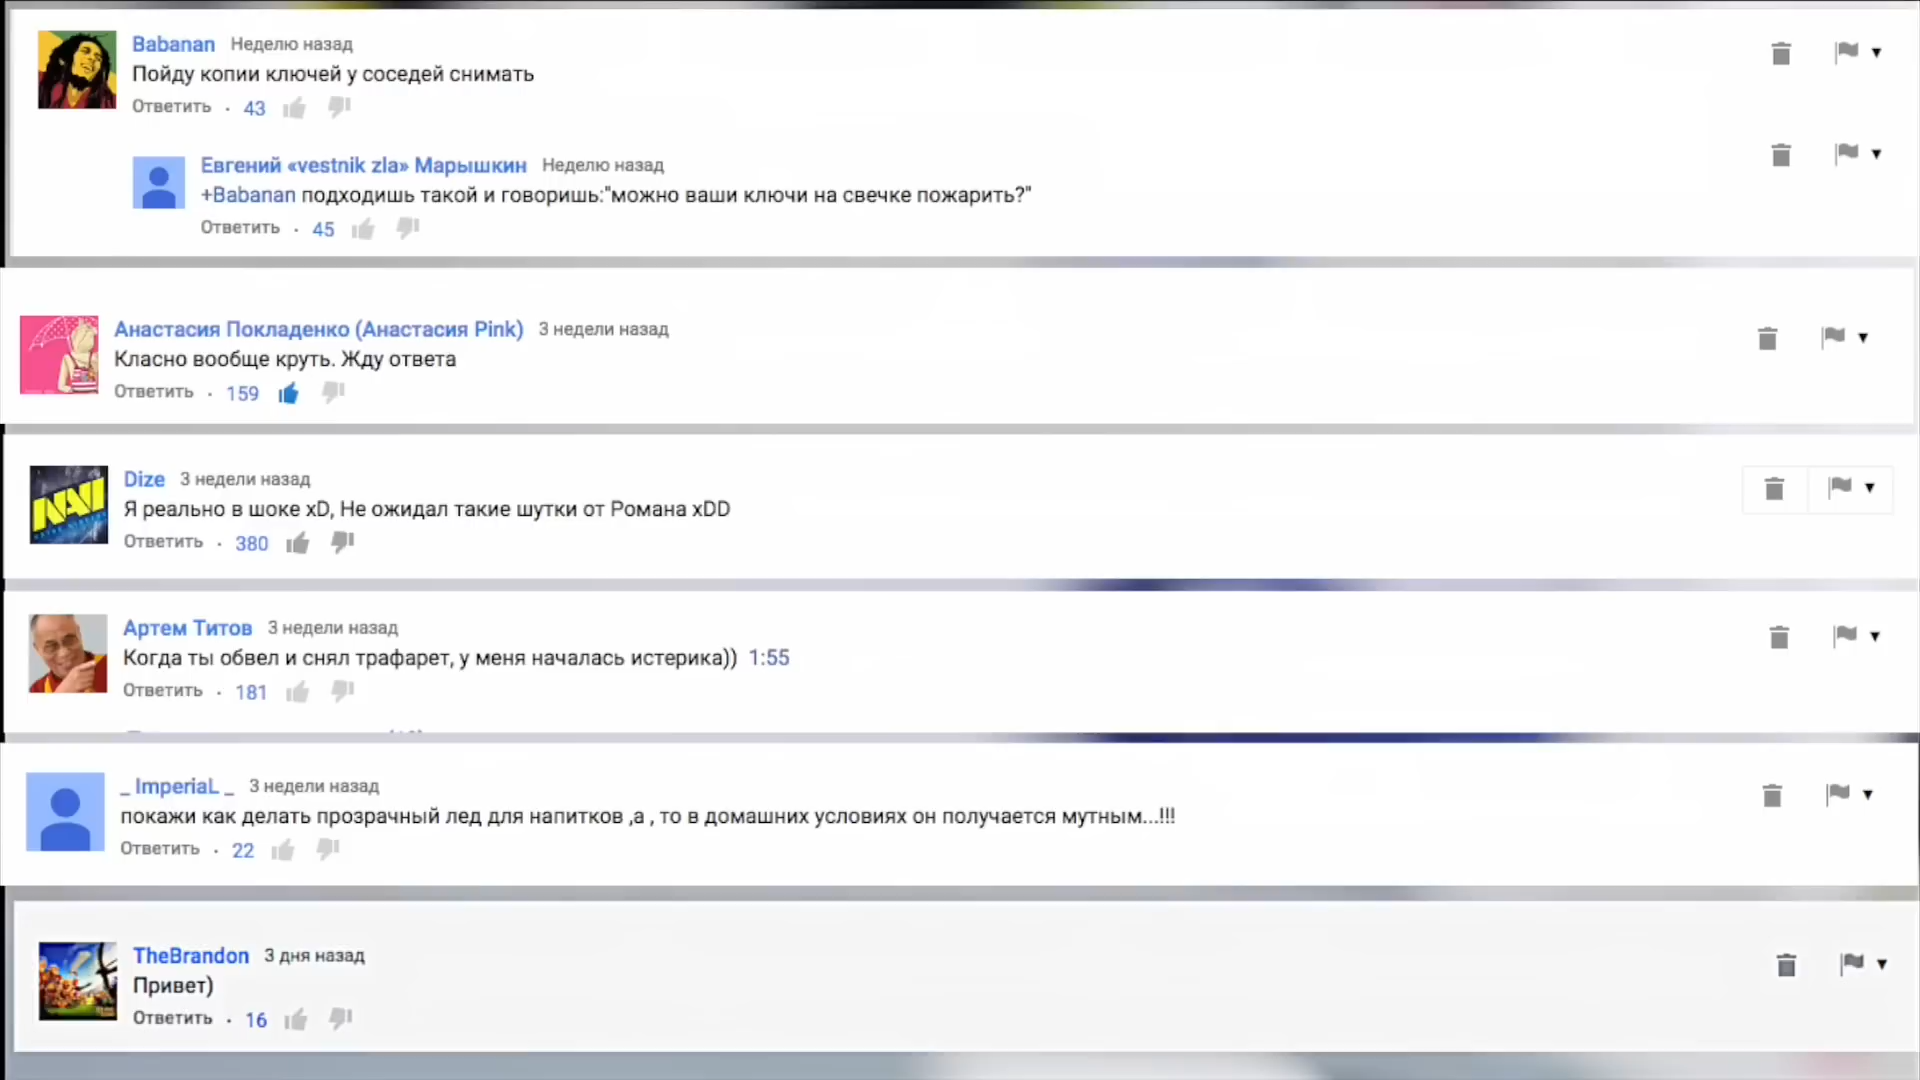 Babanan Неделю назад
Пойду копии ключей у соседей снимать
Ответить · 43
Евгений «vestnik zla» Марышкин Неделю назад
+Babanan подходишь такой и говоришь:"можно ваши ключи на свечке пожарить?"
Ответить · 45
Анастасия Покладенко (Анастасия Pink) 3 недели назад
Класно вообще круть. Жду ответа
Ответить · 159
NAVI
Dize 3 недели назад
Я реально в шоке xD, Не ожидал такие шутки от Романа xDD
Ответить · 380
Артем Титов 3 недели назад
Когда ты обвел и снял трафарет, у меня началась истерика)) 1:55
Ответить · 181
_ ImperiaL _ 3 недели назад
покажи как делать прозрачный лед для напитков ,а , то в домашних условиях он получается мутным...!!!
Ответить · 22
TheBrandon 3 дня назад
Привет)
Ответить · 16